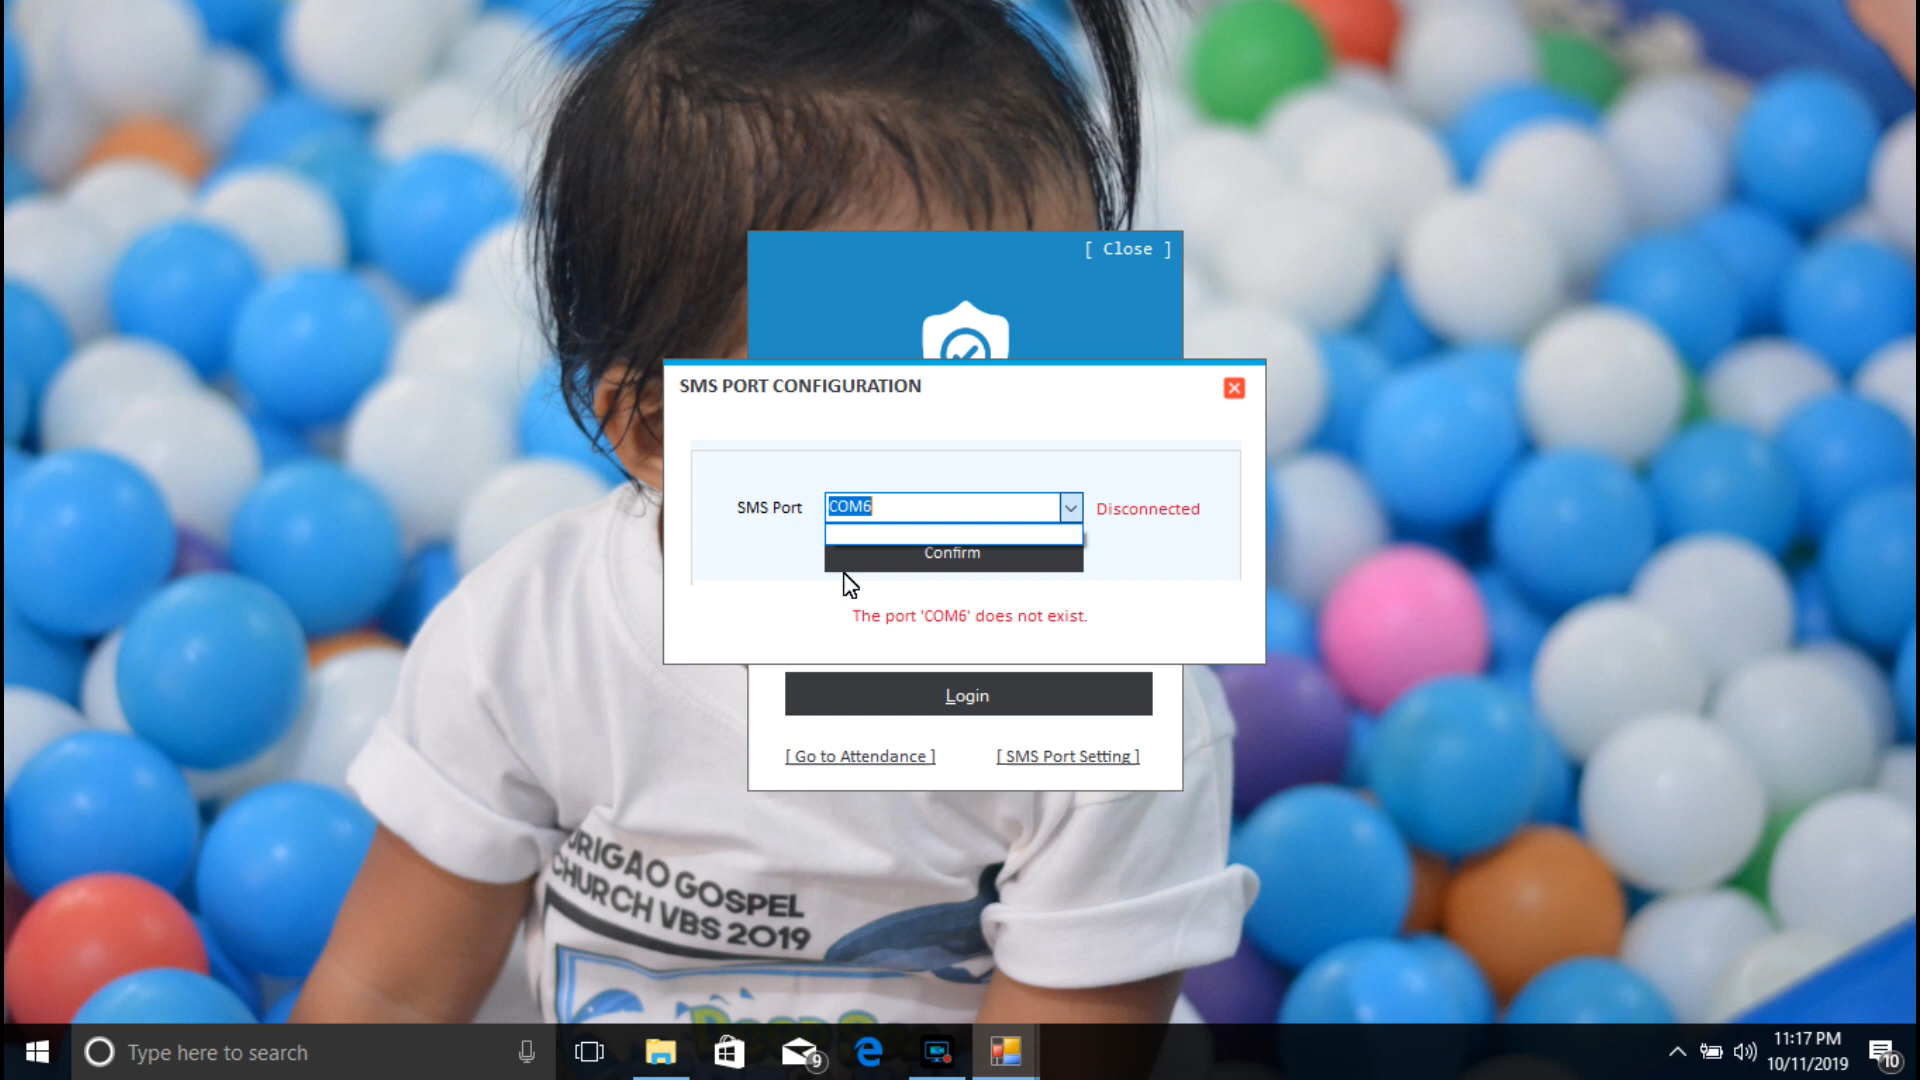 [ Close ]
SMS PORT CONFIGURATION
SMS Port
COM6
Disconnected
Confirm
The port 'COM6' does not exist.
Login
[ Go to Attendance ]
[ SMS Port Setting ]
URIGAO GOSPEL
CHURCH VBS 2019
Type here to search
9
11:17 PM
10/11/2019
10